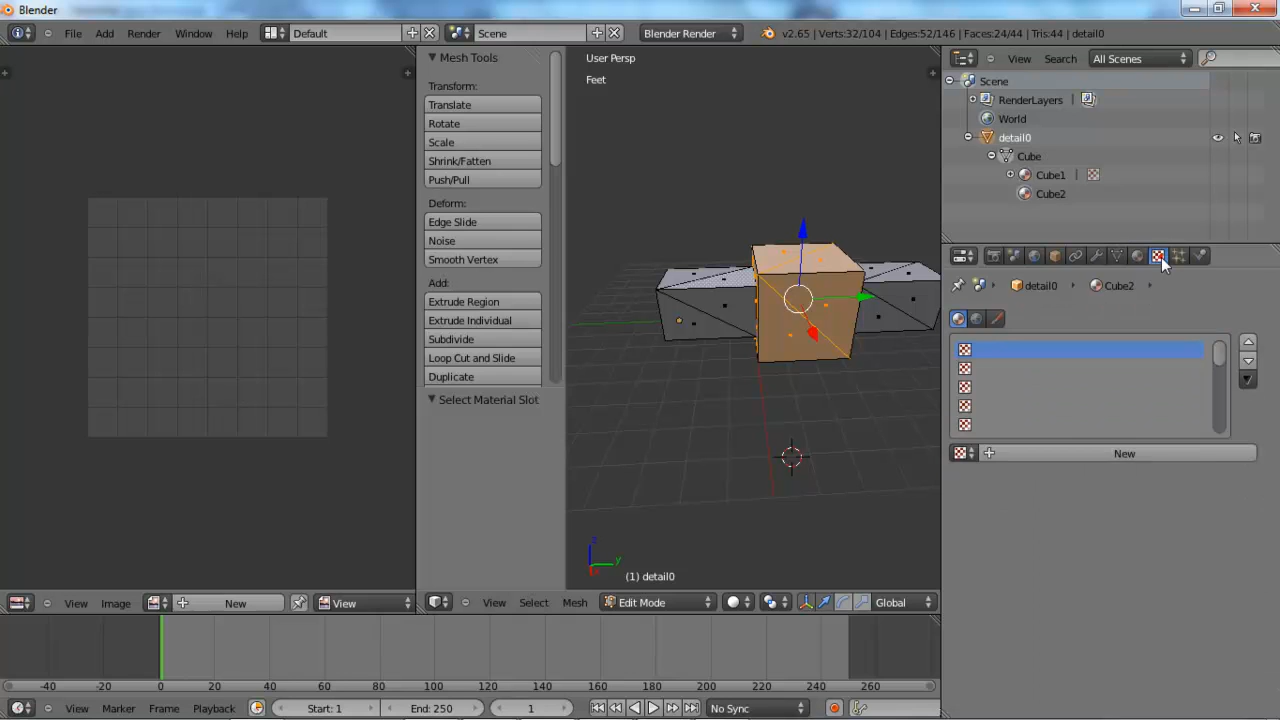 Blender
File Add Render Window Help Default Scene Blender Render v2.65 | Verts:32/104 | Edges:52/146 | Faces:24/44 | Tris:44 | detail0
Mesh Tools
Transform:
Translate
Rotate
Scale
Shrink/Fatten
Push/Pull
Deform:
Edge Slide
Noise
Smooth Vertex
Add:
Extrude Region
Extrude Individual
Subdivide
Loop Cut and Slide
Duplicate
Select Material Slot
User Persp
Feet
z
y
x
(1) detail0
View Search All Scenes
Scene
RenderLayers |
World
detail0
Cube
Cube1 |
Cube2
detail0 Cube2
New
View Image New View
View Select Mesh Edit Mode Global
-40 -20 0 20 40 60 80 100 120 140 160 180 200 220 240 260
View Marker Frame Playback Start: 1 End: 250 1 No Sync